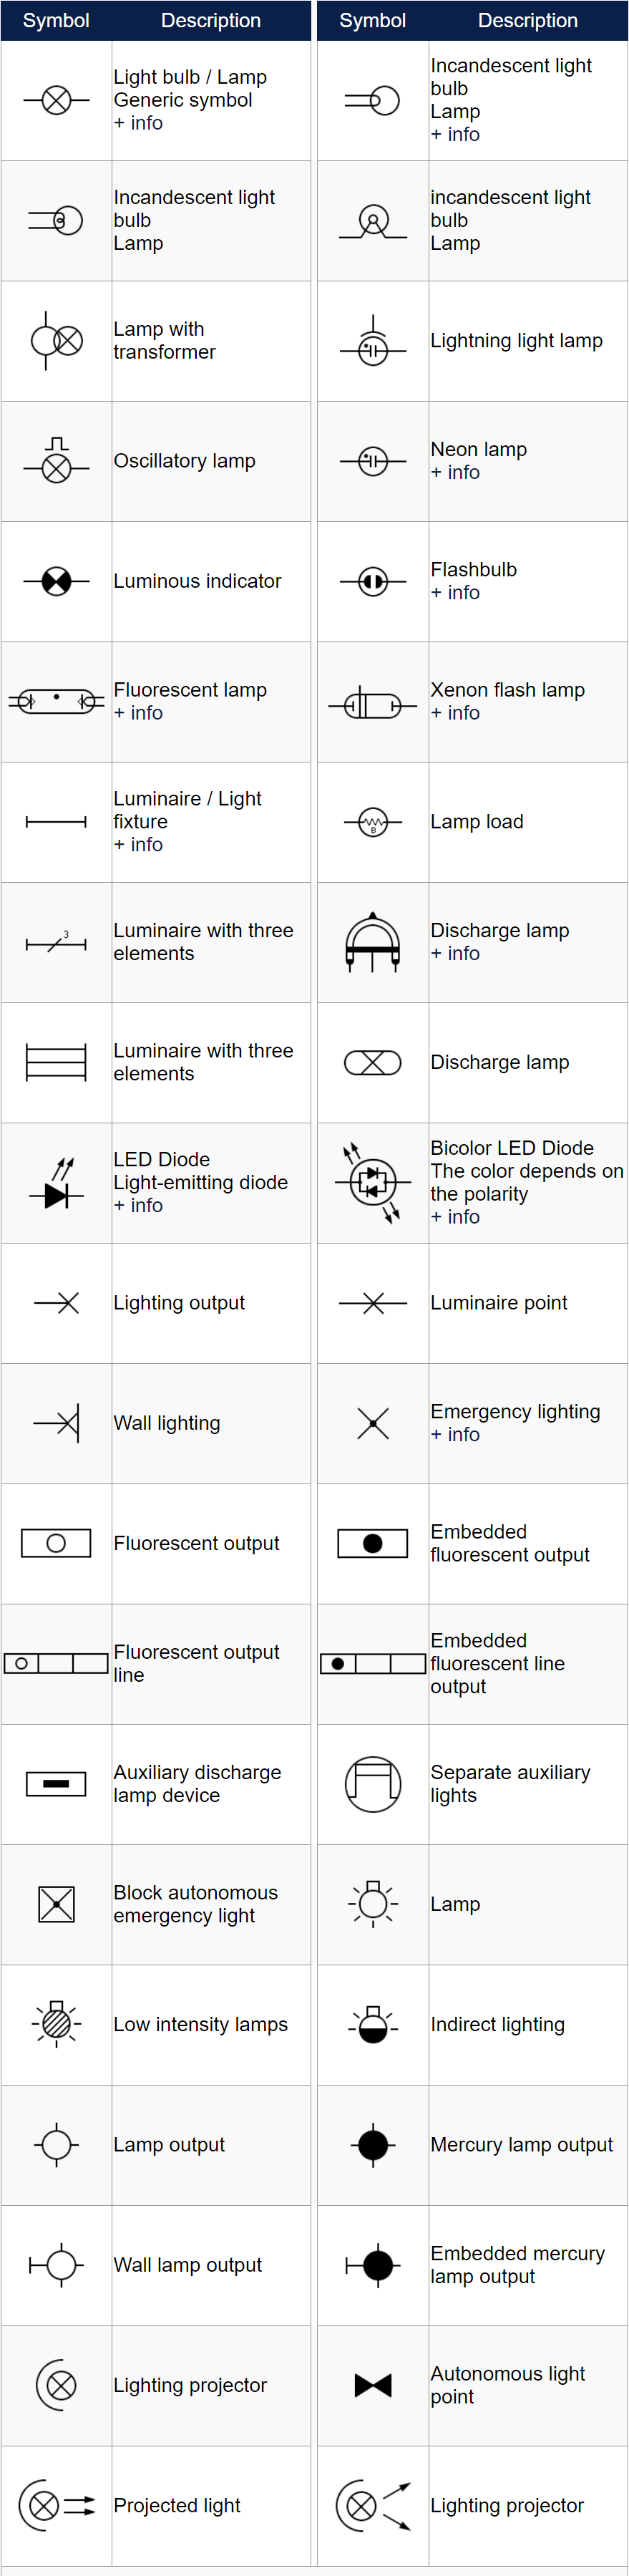 Symbol Description Symbol Description
Light bulb / Lamp
Generic symbol
+ info
Incandescent light
bulb
Lamp
+ info
Incandescent light
bulb
Lamp
incandescent light
bulb
Lamp
Lamp with
transformer
Lightning light lamp
Oscillatory lamp
Neon lamp
+ info
Luminous indicator
Flashbulb
+ info
Fluorescent lamp
+ info
Xenon flash lamp
+ info
Luminaire / Light
fixture
+ info
B
Lamp load
3
Luminaire with three
elements
Discharge lamp
+ info
Luminaire with three
elements
Discharge lamp
LED Diode
Light-emitting diode
+ info
Bicolor LED Diode
The color depends on
the polarity
+ info
Lighting output
Luminaire point
Wall lighting
Emergency lighting
+ info
Fluorescent output
Embedded
fluorescent output
Fluorescent output
line
Embedded
fluorescent line
output
Auxiliary discharge
lamp device
Separate auxiliary
lights
Block autonomous
emergency light
Lamp
Low intensity lamps
Indirect lighting
Lamp output
Mercury lamp output
Wall lamp output
Embedded mercury
lamp output
Lighting projector
Autonomous light
point
Projected light
Lighting projector